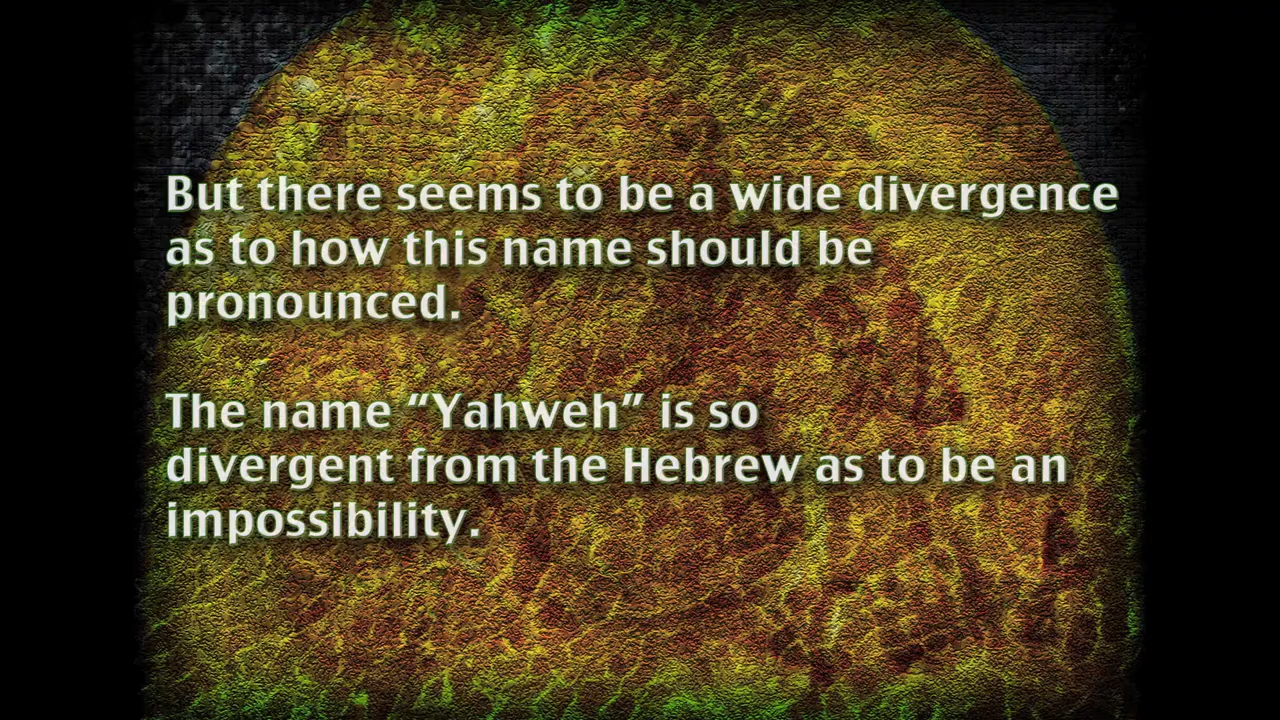 But there seems to be a wide divergence
as to how this name should be
pronounced.
The name “Yahweh” is so
divergent from the Hebrew as to be an
impossibility.